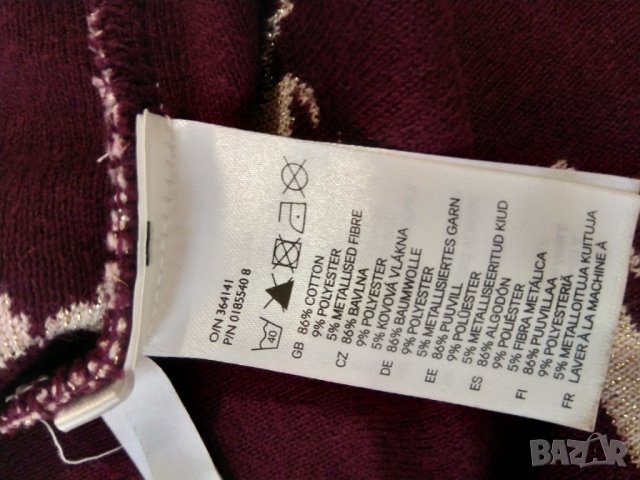 O/N 364141
P/N 0185540 8
40
GB 86% COTTON
9% POLYESTER
5% METALLISED FIBRE
CZ 86% BAVLNA
9% POLYESTER
5% KOVOVÁ VLÁKNA
DE 86% BAUMWOLLE
9% POLYESTER
5% METALLISIERTES GARN
EE 86% PUUVILL
9% POLÜESTER
5% METALLISEERITUD KIUD
ES 86% ALGODÓN
9% POLIÉSTER
5% FIBRA METÁLICA
FI 86% PUUVILLAA
9% POLYESTERIÄ
5% METALLOITUJA KUITUJA
FR LAVER À LA MACHINE À
BAZAR